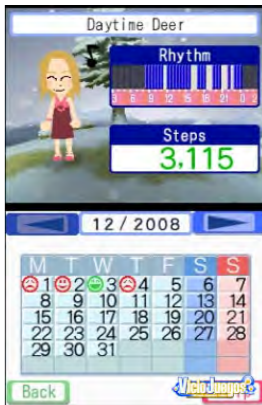 Daytime Deer
Rhythm
3 6 9 12 15 18 21 0
Steps
3,115
12/2008
M T W T F S S
1 2 3 4 5 6 7
8 9 10 11 12 13 14
15 16 17 18 19 20 21
22 23 24 25 26 27 28
29 30 31
Back
VicioJuegos